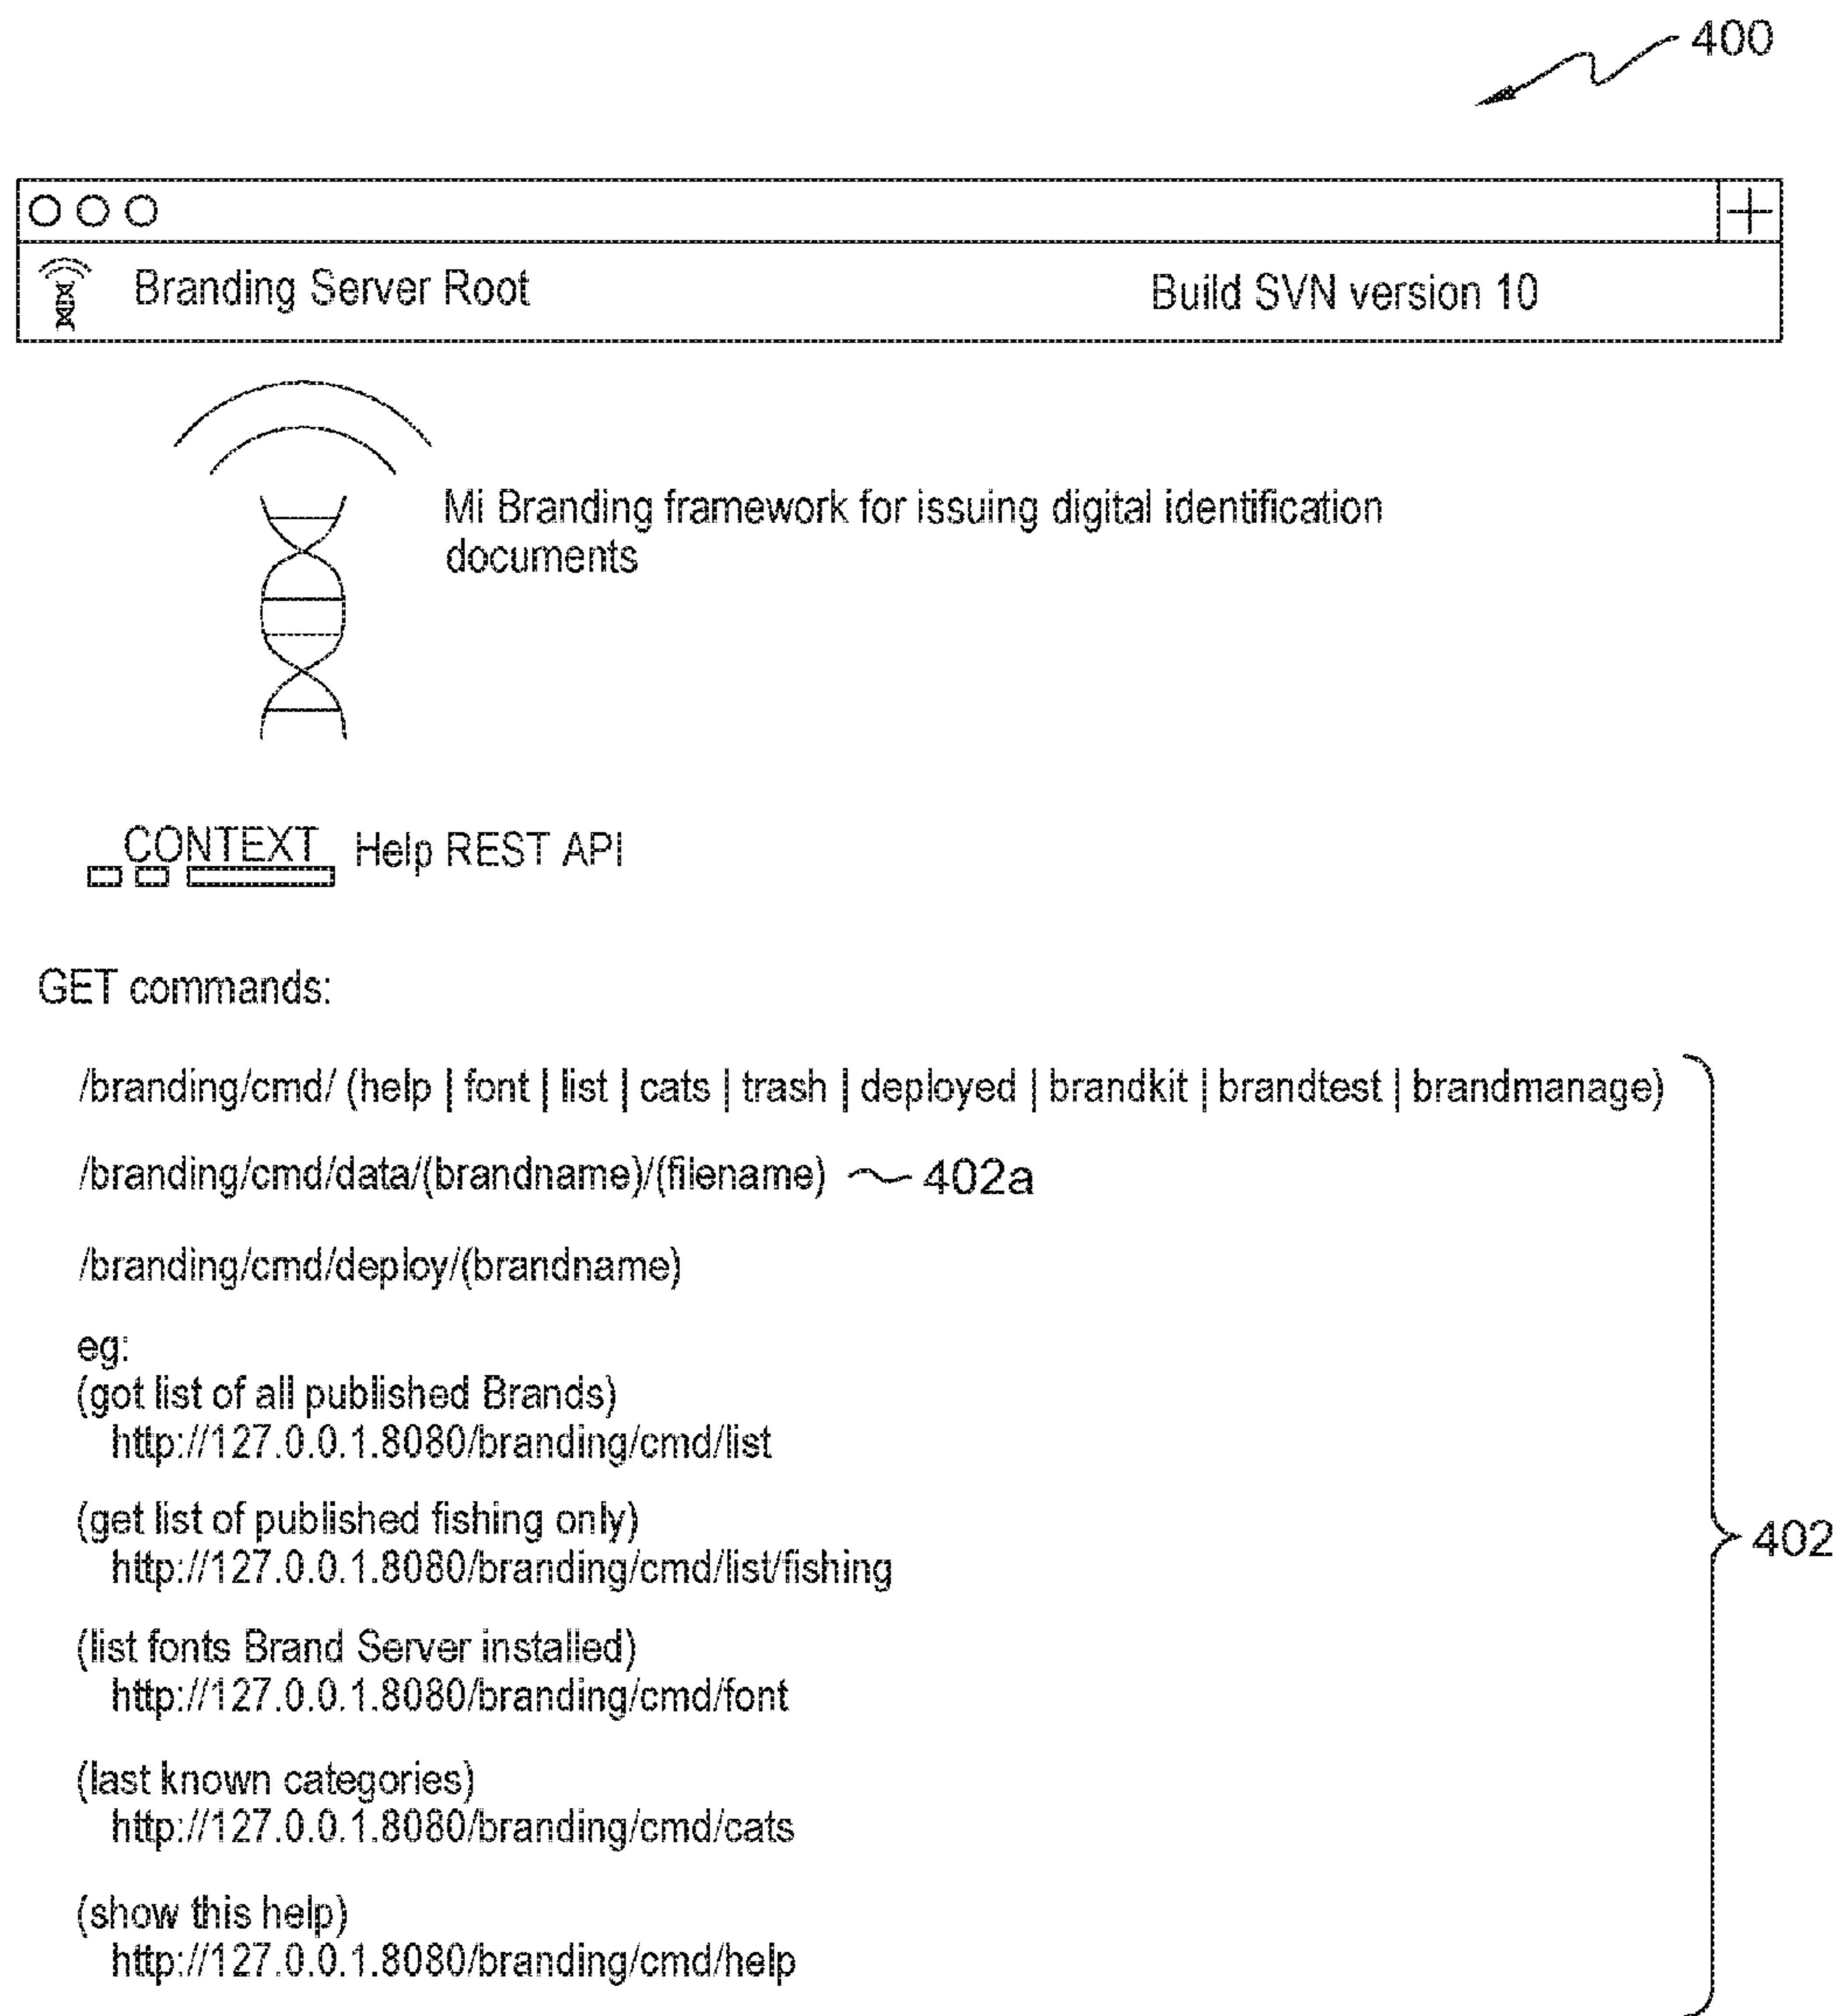 400
Branding Server Root Build SVN version 10
Mi Branding framework for issuing digital identification
documents
CONTEXT Help REST API
GET commands:
/branding/cmd/ (help | font | list | cats | trash | deployed | brandkit | brandtest | brandmanage)
/branding/cmd/data/(brandname)/(filename) 402a
/branding/cmd/deploy/(brandname)
eg:
(got list of all published Brands)
http://127.0.0.1.8080/branding/cmd/list
(get list of published fishing only)
http://127.0.0.1.8080/branding/cmd/list/fishing
402
(list fonts Brand Server installed)
http://127.0.0.1.8080/branding/cmd/font
(last known categories)
http://127.0.0.1.8080/branding/cmd/cats
(show this help)
http://127.0.0.1.8080/branding/cmd/help